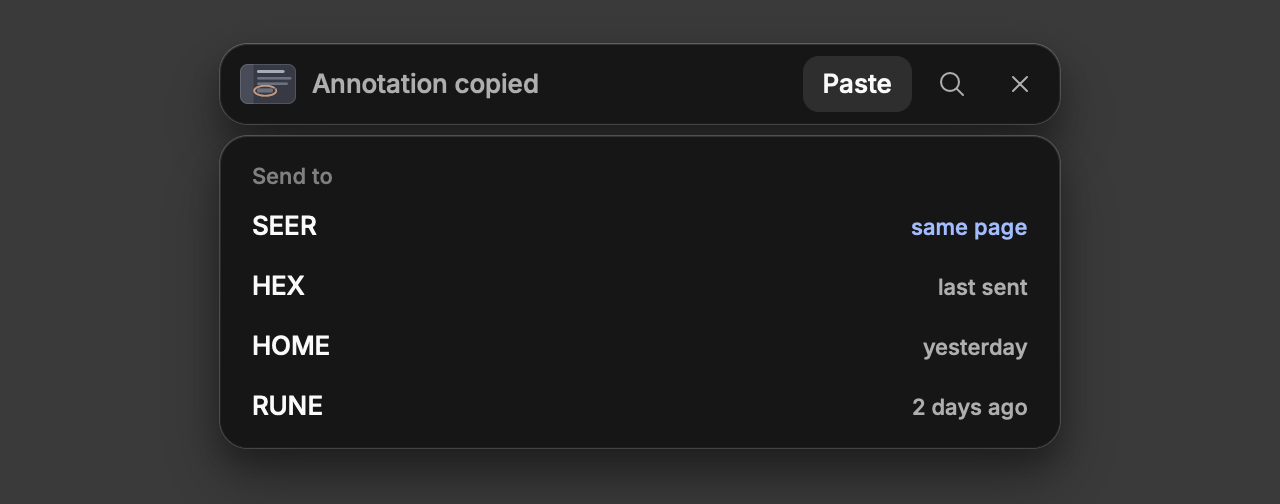 Annotation copied Paste
Send to
SEER same page
HEX last sent
HOME yesterday
RUNE 2 days ago